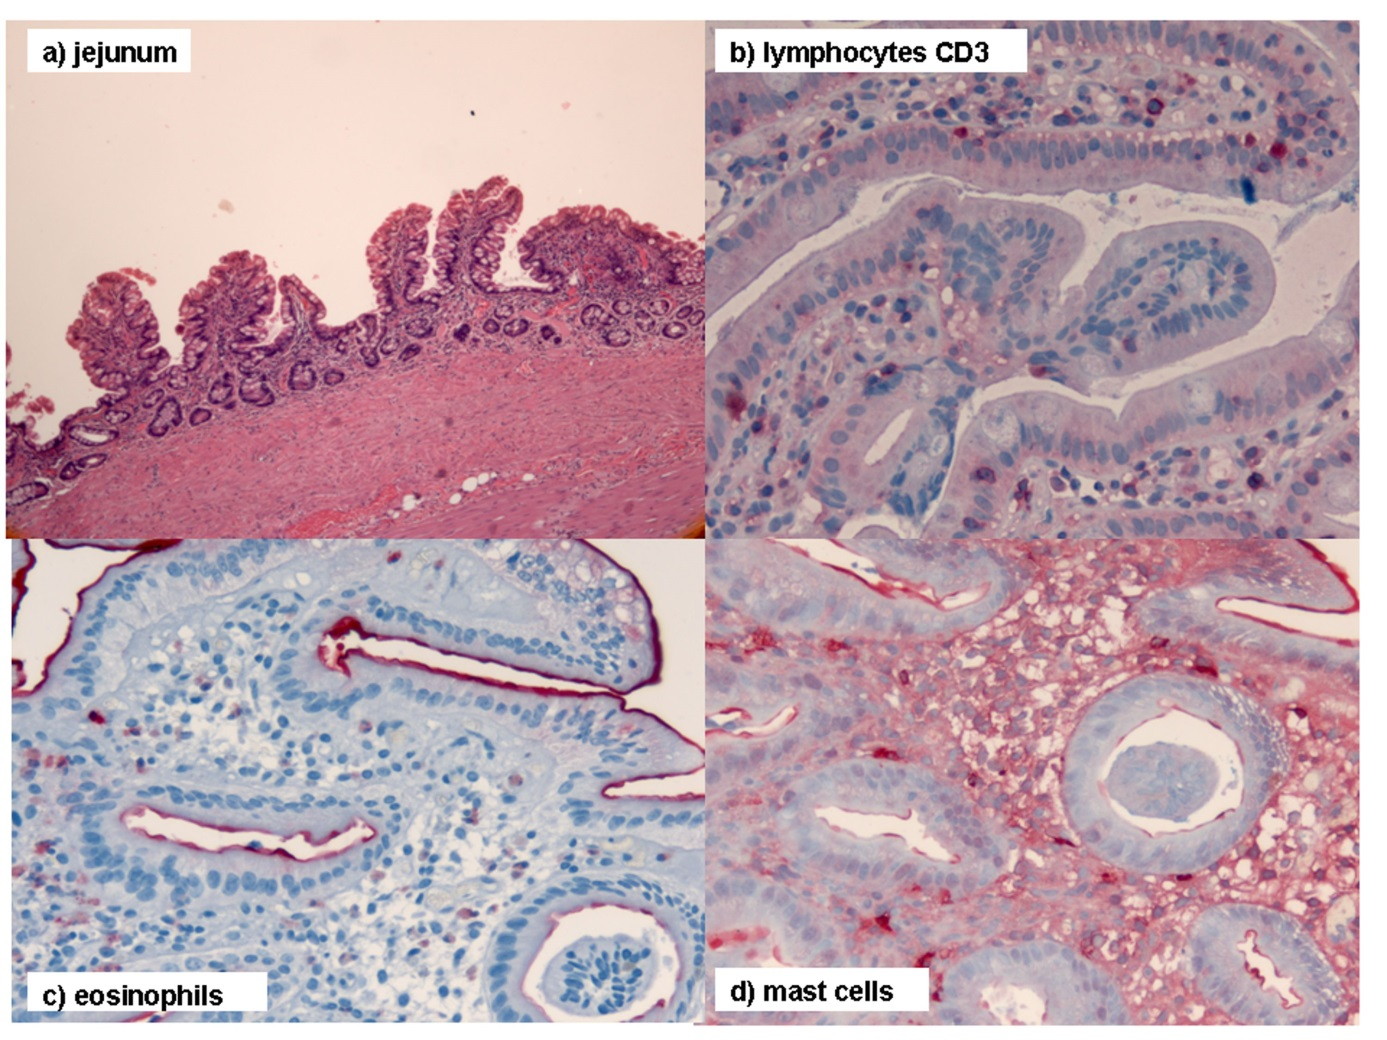 a) jejunum
b) lymphocytes CD3
c) eosinophils
d) mast cells